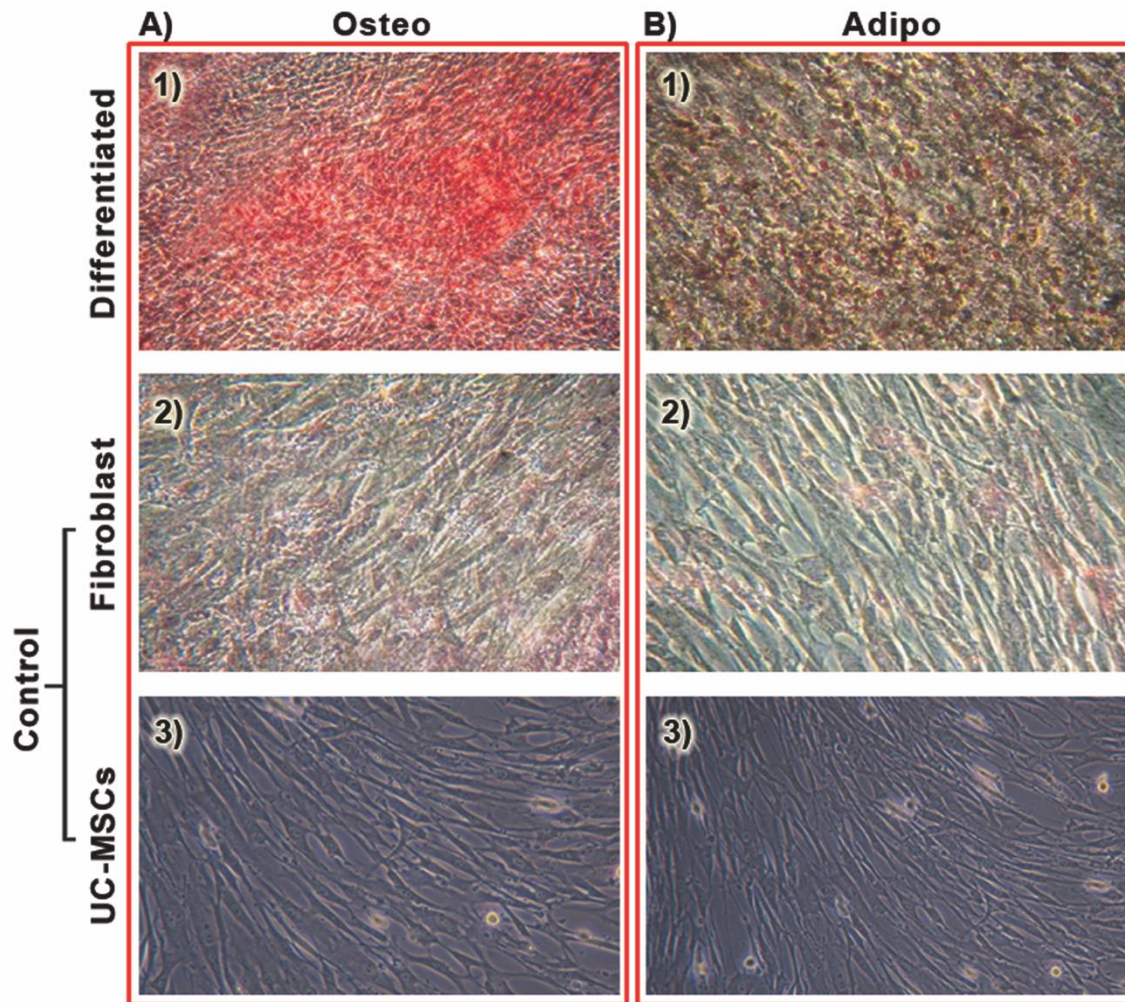 A) Osteo
B) Adipo
Differentiated
1)
1)
Control
Fibroblast
2)
2)
UC-MSCs
3)
3)